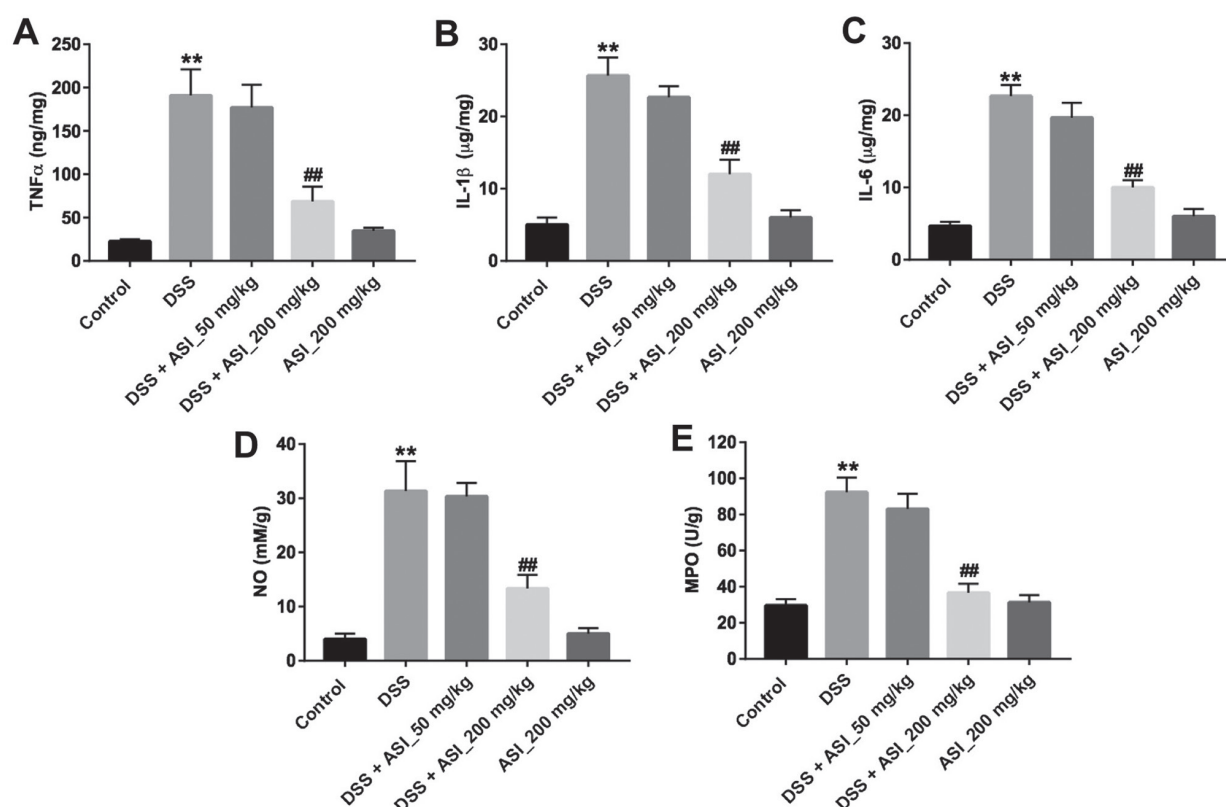 A
TNFα (ng/mg)
250
200
150
100
50
0
**
##
Control
DSS
DSS + ASI_50 mg/kg
DSS + ASI_200 mg/kg
ASI_200 mg/kg
B
IL-1β (µg/mg)
30
20
10
0
**
##
Control
DSS
DSS + ASI_50 mg/kg
DSS + ASI_200 mg/kg
ASI_200 mg/kg
C
IL-6 (µg/mg)
30
20
10
0
**
##
Control
DSS
DSS + ASI_50 mg/kg
DSS + ASI_200 mg/kg
ASI_200 mg/kg
D
NO (mM/g)
40
30
20
10
0
**
##
Control
DSS
DSS + ASI_50 mg/kg
DSS + ASI_200 mg/kg
ASI_200 mg/kg
E
MPO (U/g)
120
100
80
60
40
20
0
**
##
Control
DSS
DSS + ASI_50 mg/kg
DSS + ASI_200 mg/kg
ASI_200 mg/kg